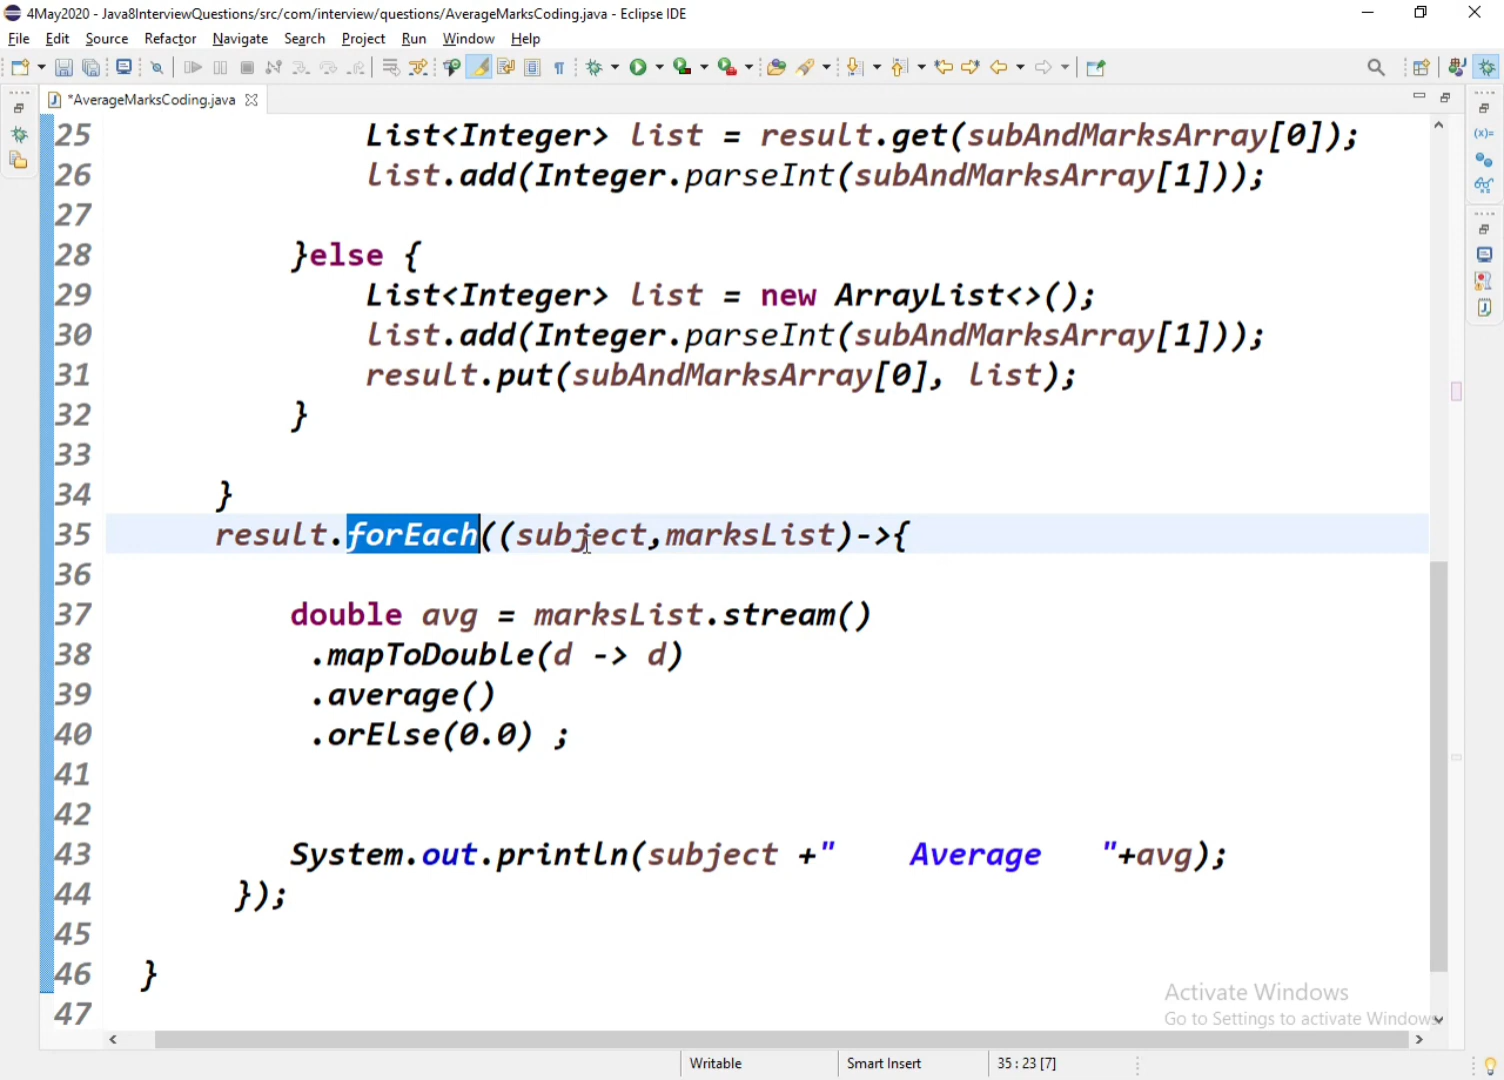 4May2020 - Java8InterviewQuestions/src/com/interview/questions/AverageMarksCoding.java - Eclipse IDE
File Edit Source Refactor Navigate Search Project Run Window Help
*AverageMarksCoding.java
25 List<Integer> list = result.get(subAndMarksArray[0]);
26 list.add(Integer.parseInt(subAndMarksArray[1]));
27
28 }else {
29 List<Integer> list = new ArrayList<>();
30 list.add(Integer.parseInt(subAndMarksArray[1]));
31 result.put(subAndMarksArray[0], list);
32 }
33
34 }
35 result.forEach((subject,marksList)->{
36
37 double avg = marksList.stream()
38 .mapToDouble(d -> d)
39 .average()
40 .orElse(0.0) ;
41
42
43 System.out.println(subject +"    Average   "+avg);
44 });
45
46 }
47
Activate Windows
Go to Settings to activate Windows.
Writable Smart Insert 35 : 23 [7]